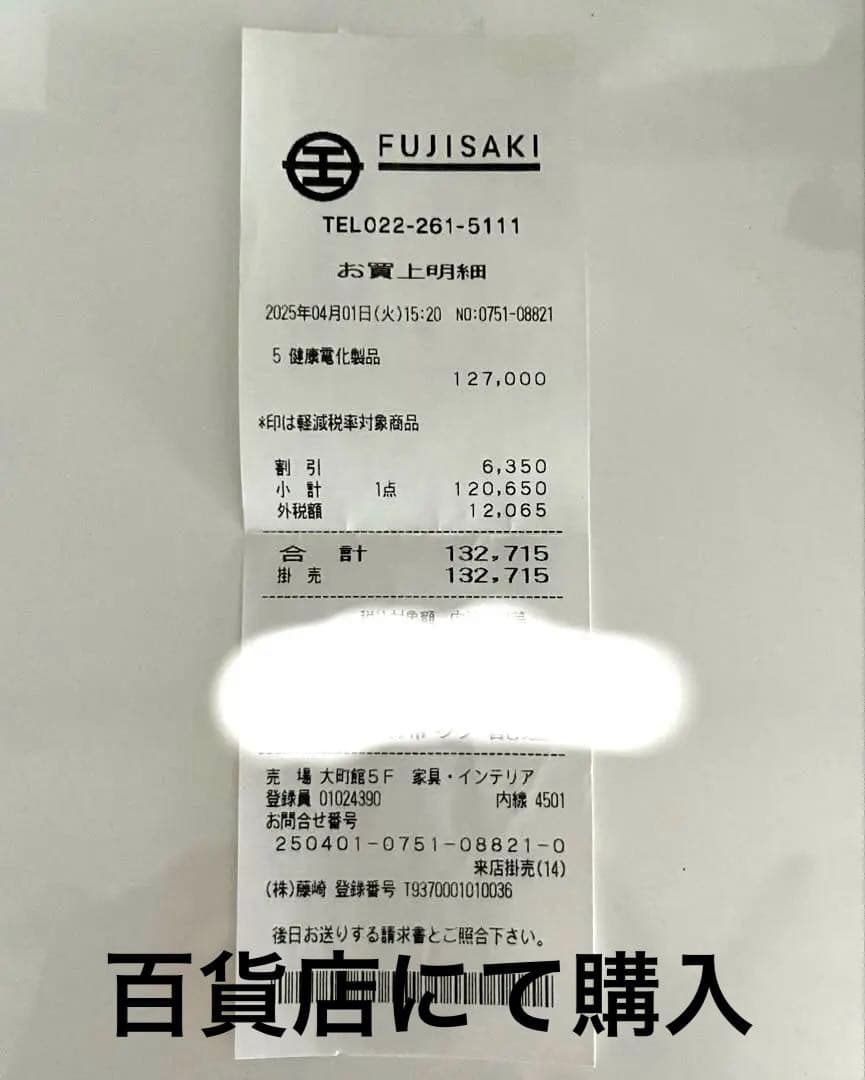 FUJISAKI
TEL022-261-5111
お買上明細
2025年04月01日(火)15:20 NO:0751-08821
5 健康電化製品
127,000
*印は軽減税率対象商品
割 引 6,350
小 計 1点 120,650
外税額 12,065
合 計 132,715
掛 売 132,715
売 場 大町館5F 家具・インテリア
登録員 01024390 内線 4501
お問合せ番号
250401-0751-08821-0
来店掛売(14)
(株)藤崎 登録番号 T9370001010036
後日お送りする請求書とご照合下さい。
百貨店にて購入